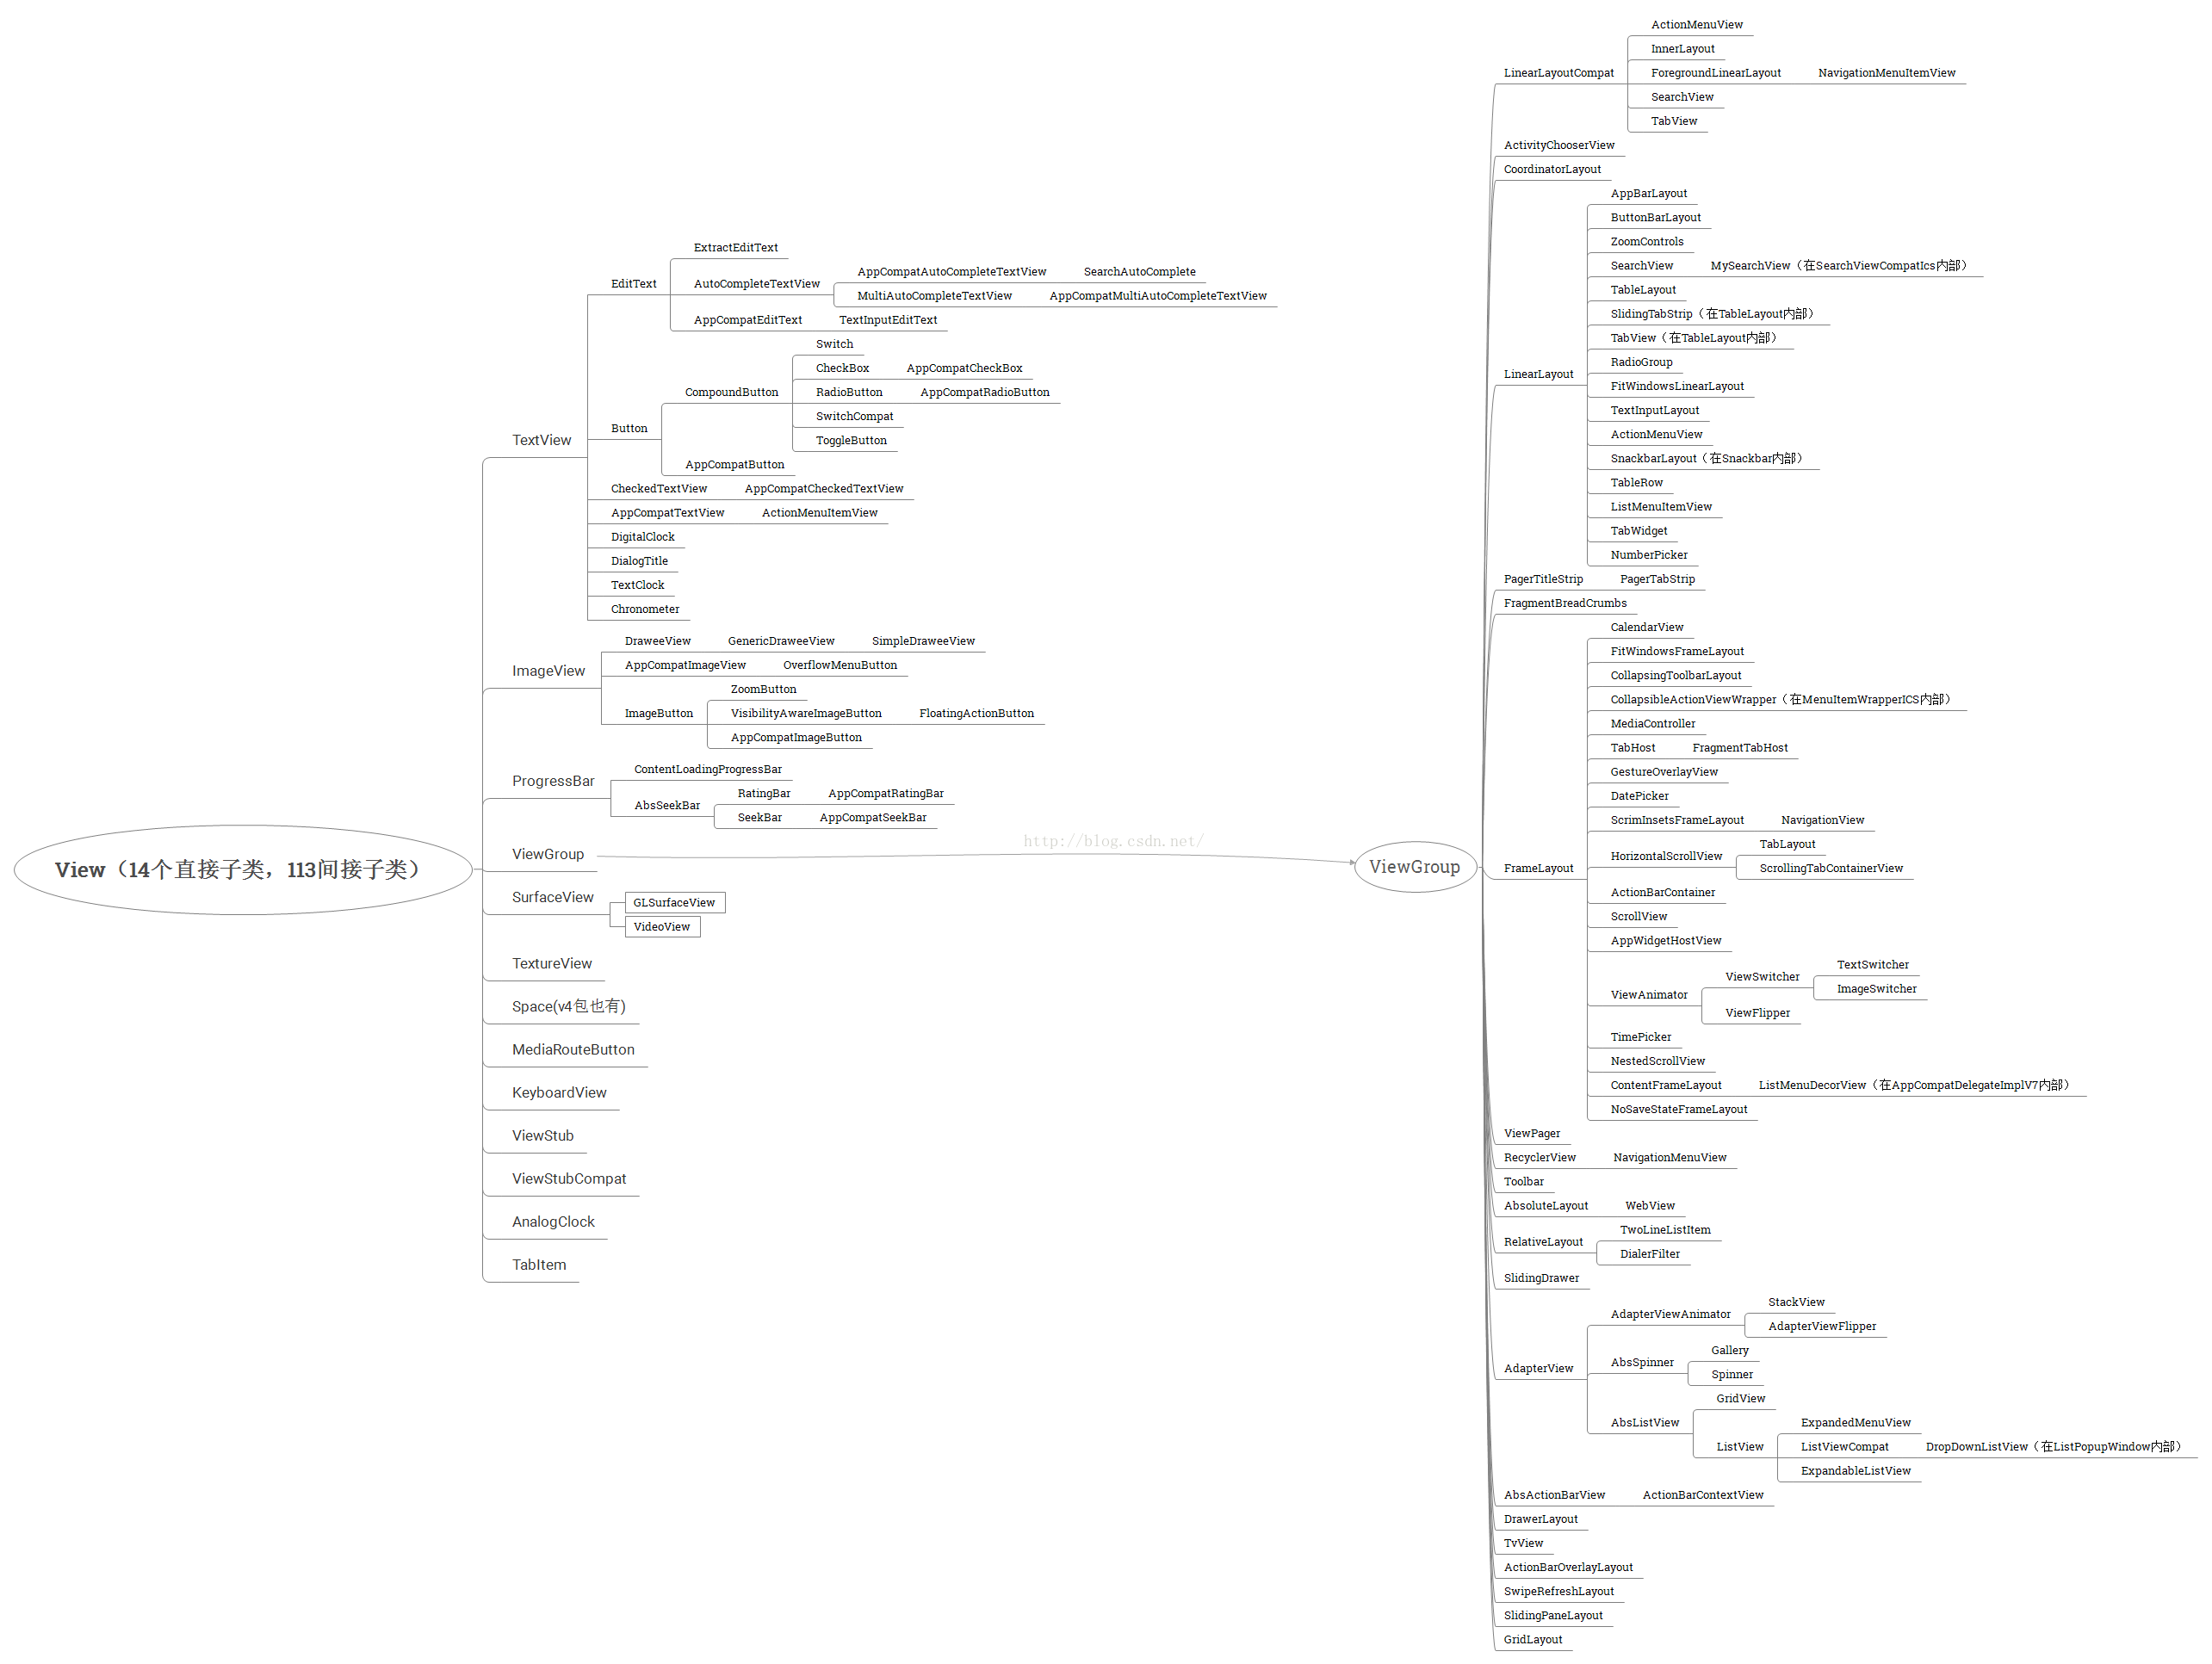 View（14个直接子类，113间接子类）
TextView
EditText
ExtractEditText
AutoCompleteTextView
AppCompatAutoCompleteTextView
SearchAutoComplete
MultiAutoCompleteTextView
AppCompatMultiAutoCompleteTextView
AppCompatEditText
TextInputEditText
Button
CompoundButton
Switch
CheckBox
AppCompatCheckBox
RadioButton
AppCompatRadioButton
SwitchCompat
ToggleButton
AppCompatButton
CheckedTextView
AppCompatCheckedTextView
AppCompatTextView
ActionMenuItemView
DigitalClock
DialogTitle
TextClock
Chronometer
ImageView
DraweeView
GenericDraweeView
SimpleDraweeView
AppCompatImageView
OverflowMenuButton
ImageButton
ZoomButton
VisibilityAwareImageButton
FloatingActionButton
AppCompatImageButton
ProgressBar
ContentLoadingProgressBar
AbsSeekBar
RatingBar
AppCompatRatingBar
SeekBar
AppCompatSeekBar
ViewGroup
SurfaceView
GLSurfaceView
VideoView
TextureView
Space(v4包也有)
MediaRouteButton
KeyboardView
ViewStub
ViewStubCompat
AnalogClock
TabItem
http://blog.csdn.net/
ViewGroup
LinearLayoutCompat
ActionMenuView
InnerLayout
ForegroundLinearLayout
NavigationMenuItemView
SearchView
TabView
ActivityChooserView
CoordinatorLayout
LinearLayout
AppBarLayout
ButtonBarLayout
ZoomControls
SearchView
MySearchView（在SearchViewCompatIcs内部）
TableLayout
SlidingTabStrip（在TableLayout内部）
TabView（在TableLayout内部）
RadioGroup
FitWindowsLinearLayout
TextInputLayout
ActionMenuView
SnackbarLayout（在Snackbar内部）
TableRow
ListMenuItemView
TabWidget
NumberPicker
PagerTitleStrip
PagerTabStrip
FragmentBreadCrumbs
FrameLayout
CalendarView
FitWindowsFrameLayout
CollapsingToolbarLayout
CollapsibleActionViewWrapper（在MenuItemWrapperICS内部）
MediaController
TabHost
FragmentTabHost
GestureOverlayView
DatePicker
ScrimInsetsFrameLayout
NavigationView
HorizontalScrollView
TabLayout
ScrollingTabContainerView
ActionBarContainer
ScrollView
AppWidgetHostView
ViewAnimator
ViewSwitcher
TextSwitcher
ImageSwitcher
ViewFlipper
TimePicker
NestedScrollView
ContentFrameLayout
ListMenuDecorView（在AppCompatDelegateImplV7内部）
NoSaveStateFrameLayout
ViewPager
RecyclerView
NavigationMenuView
Toolbar
AbsoluteLayout
WebView
RelativeLayout
TwoLineListItem
DialerFilter
SlidingDrawer
AdapterView
AdapterViewAnimator
StackView
AdapterViewFlipper
AbsSpinner
Gallery
Spinner
AbsListView
GridView
ListView
ExpandedMenuView
ListViewCompat
DropDownListView（在ListPopupWindow内部）
ExpandableListView
AbsActionBarView
ActionBarContextView
DrawerLayout
TvView
ActionBarOverlayLayout
SwipeRefreshLayout
SlidingPaneLayout
GridLayout